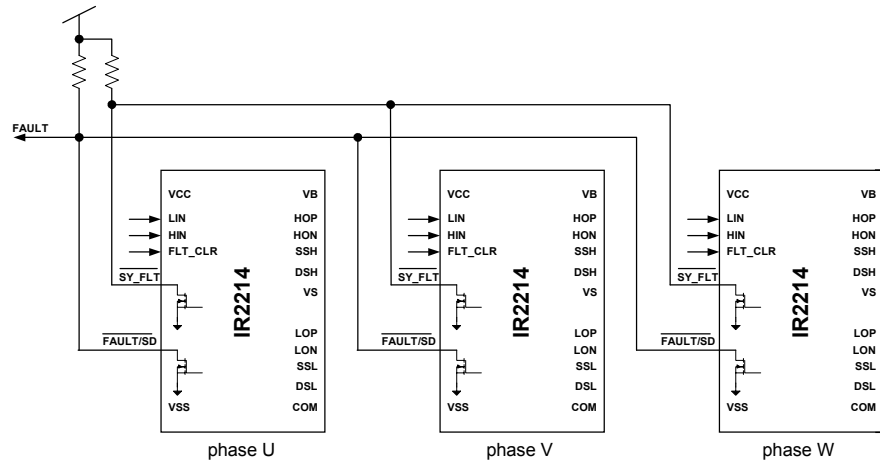 FAULT
VCC VB
LIN HOP
HIN HON
FLT_CLR SSH
SY_FLT DSH
VS
IR2214
LOP
FAULT/SD LON
SSL
DSL
VSS COM
phase U
VCC VB
LIN HOP
HIN HON
FLT_CLR SSH
SY_FLT DSH
VS
IR2214
LOP
FAULT/SD LON
SSL
DSL
VSS COM
phase V
VCC VB
LIN HOP
HIN HON
FLT_CLR SSH
SY_FLT DSH
VS
IR2214
LOP
FAULT/SD LON
SSL
DSL
VSS COM
phase W